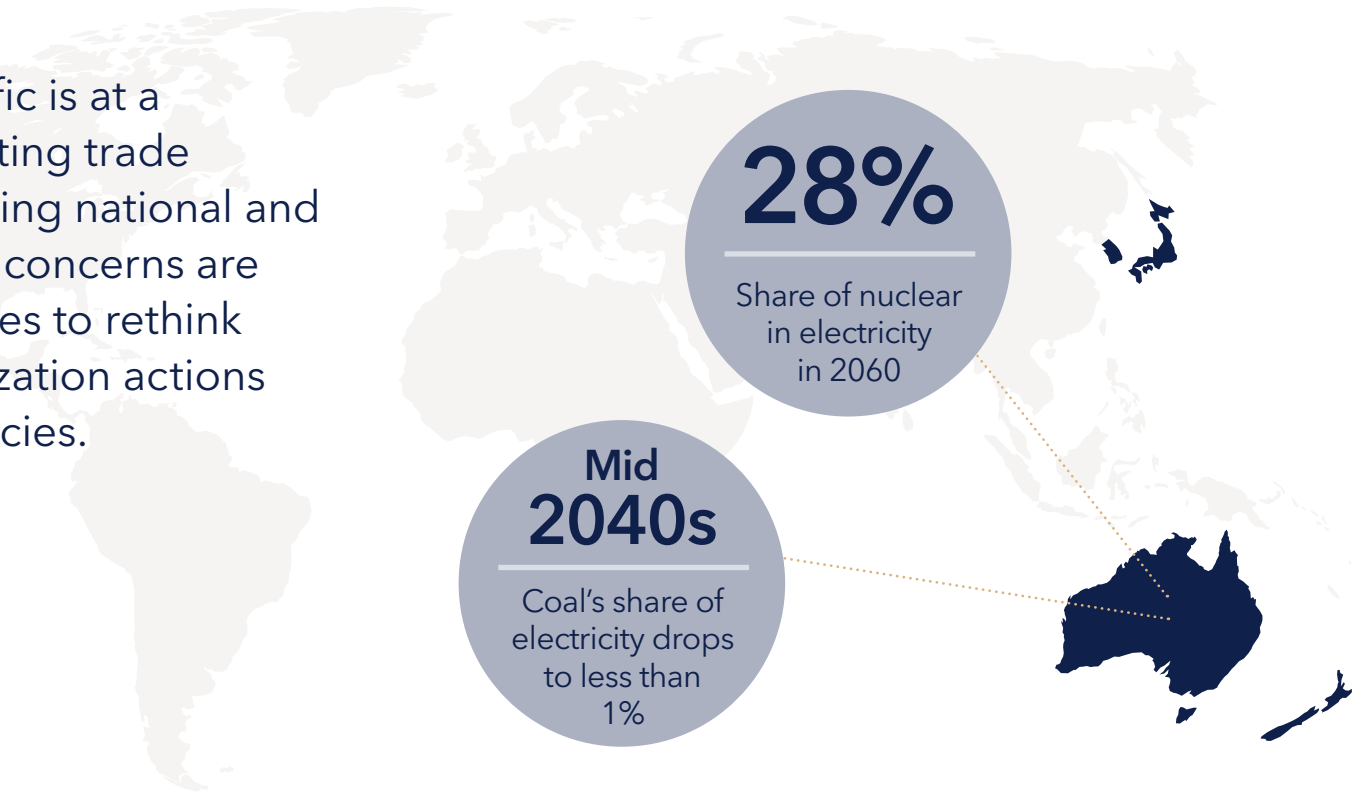 fic is at a
ting trade
ing national and
concerns are
es to rethink
zation actions
cies.
28%
Share of nuclear
in electricity
in 2060
Mid
2040s
Coal’s share of
electricity drops
to less than
1%